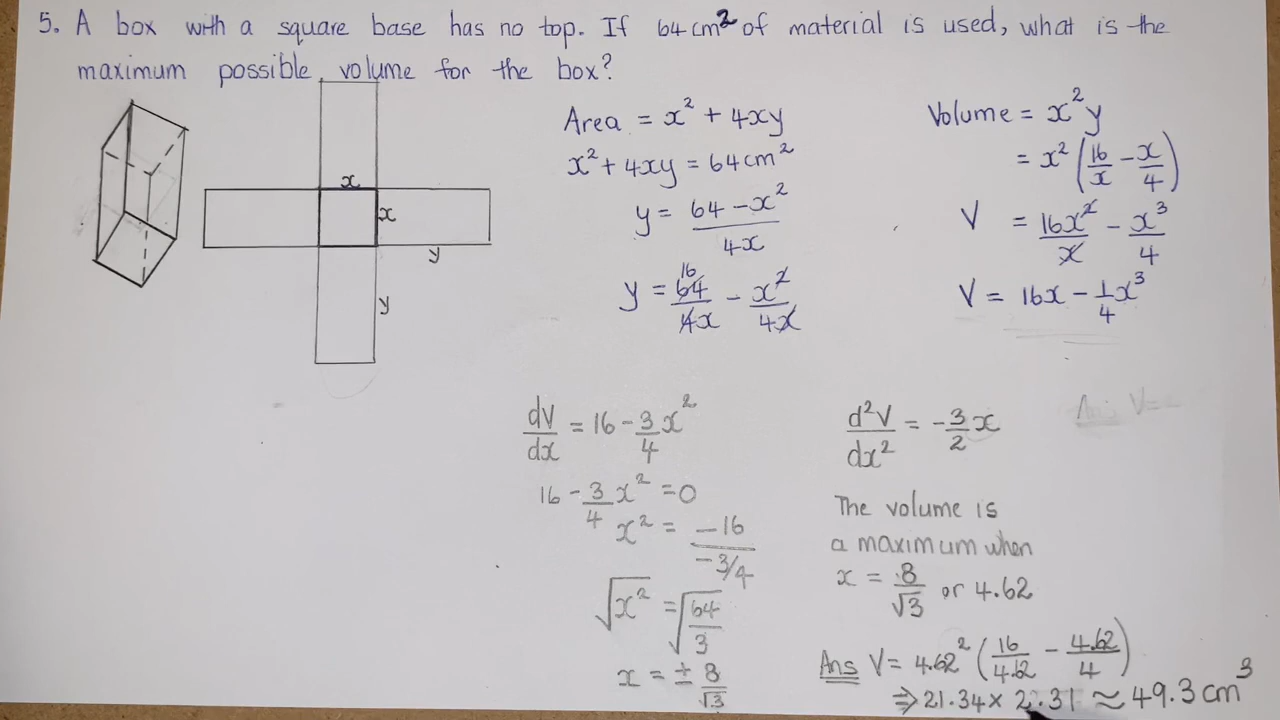 5. A box with a square base has no top. If 64 cm² of material is used, what is the
maximum possible volume for the box?
x
x
y
y
Area = x² + 4xy
x² + 4xy = 64cm²
y = (64 - x²)/(4x)
y = 16 64/(4x) - x²/(4x)
Volume = x²y
= x² (16/x - x/4)
V = 16x²/x - x³/4
V = 16x - 1/4 x³
dV/dx = 16 - 3/4 x²
16 - 3/4 x² = 0
x² = -16/(-3/4)
√x² = √(64/3)
x = ± 8/√3
d²V/dx² = -3/2 x
The volume is
a maximum when
x = 8/√3 or 4.62
Ans V = 4.62² (16/4.62 - 4.62/4)
⇒ 21.34 × 2.31 ≈ 49.3 cm³